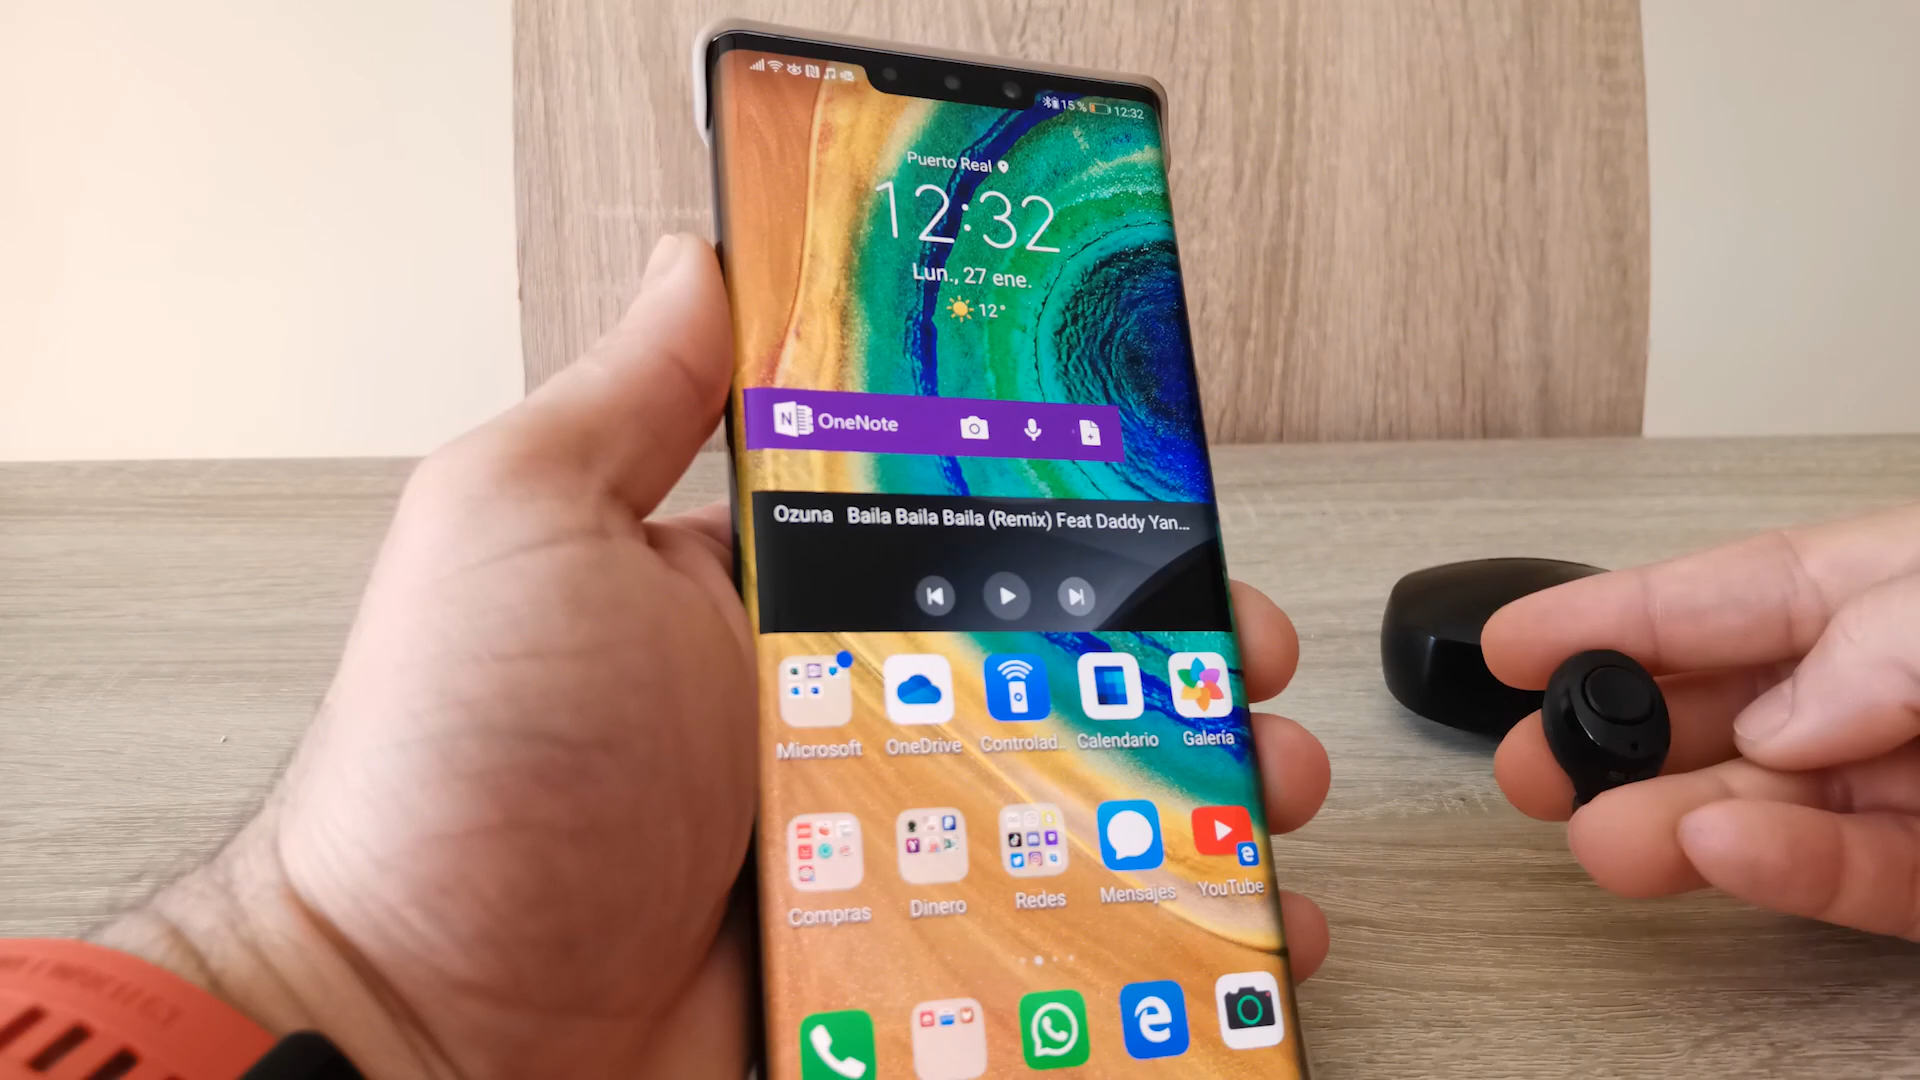 15 % 12:32
Puerto Real
12:32
Lun., 27 ene.
12°
N OneNote
Ozuna Baila Baila Baila (Remix) Feat Daddy Yan...
Microsoft OneDrive Controlad... Calendario Galería
Compras Dinero Redes Mensajes YouTube